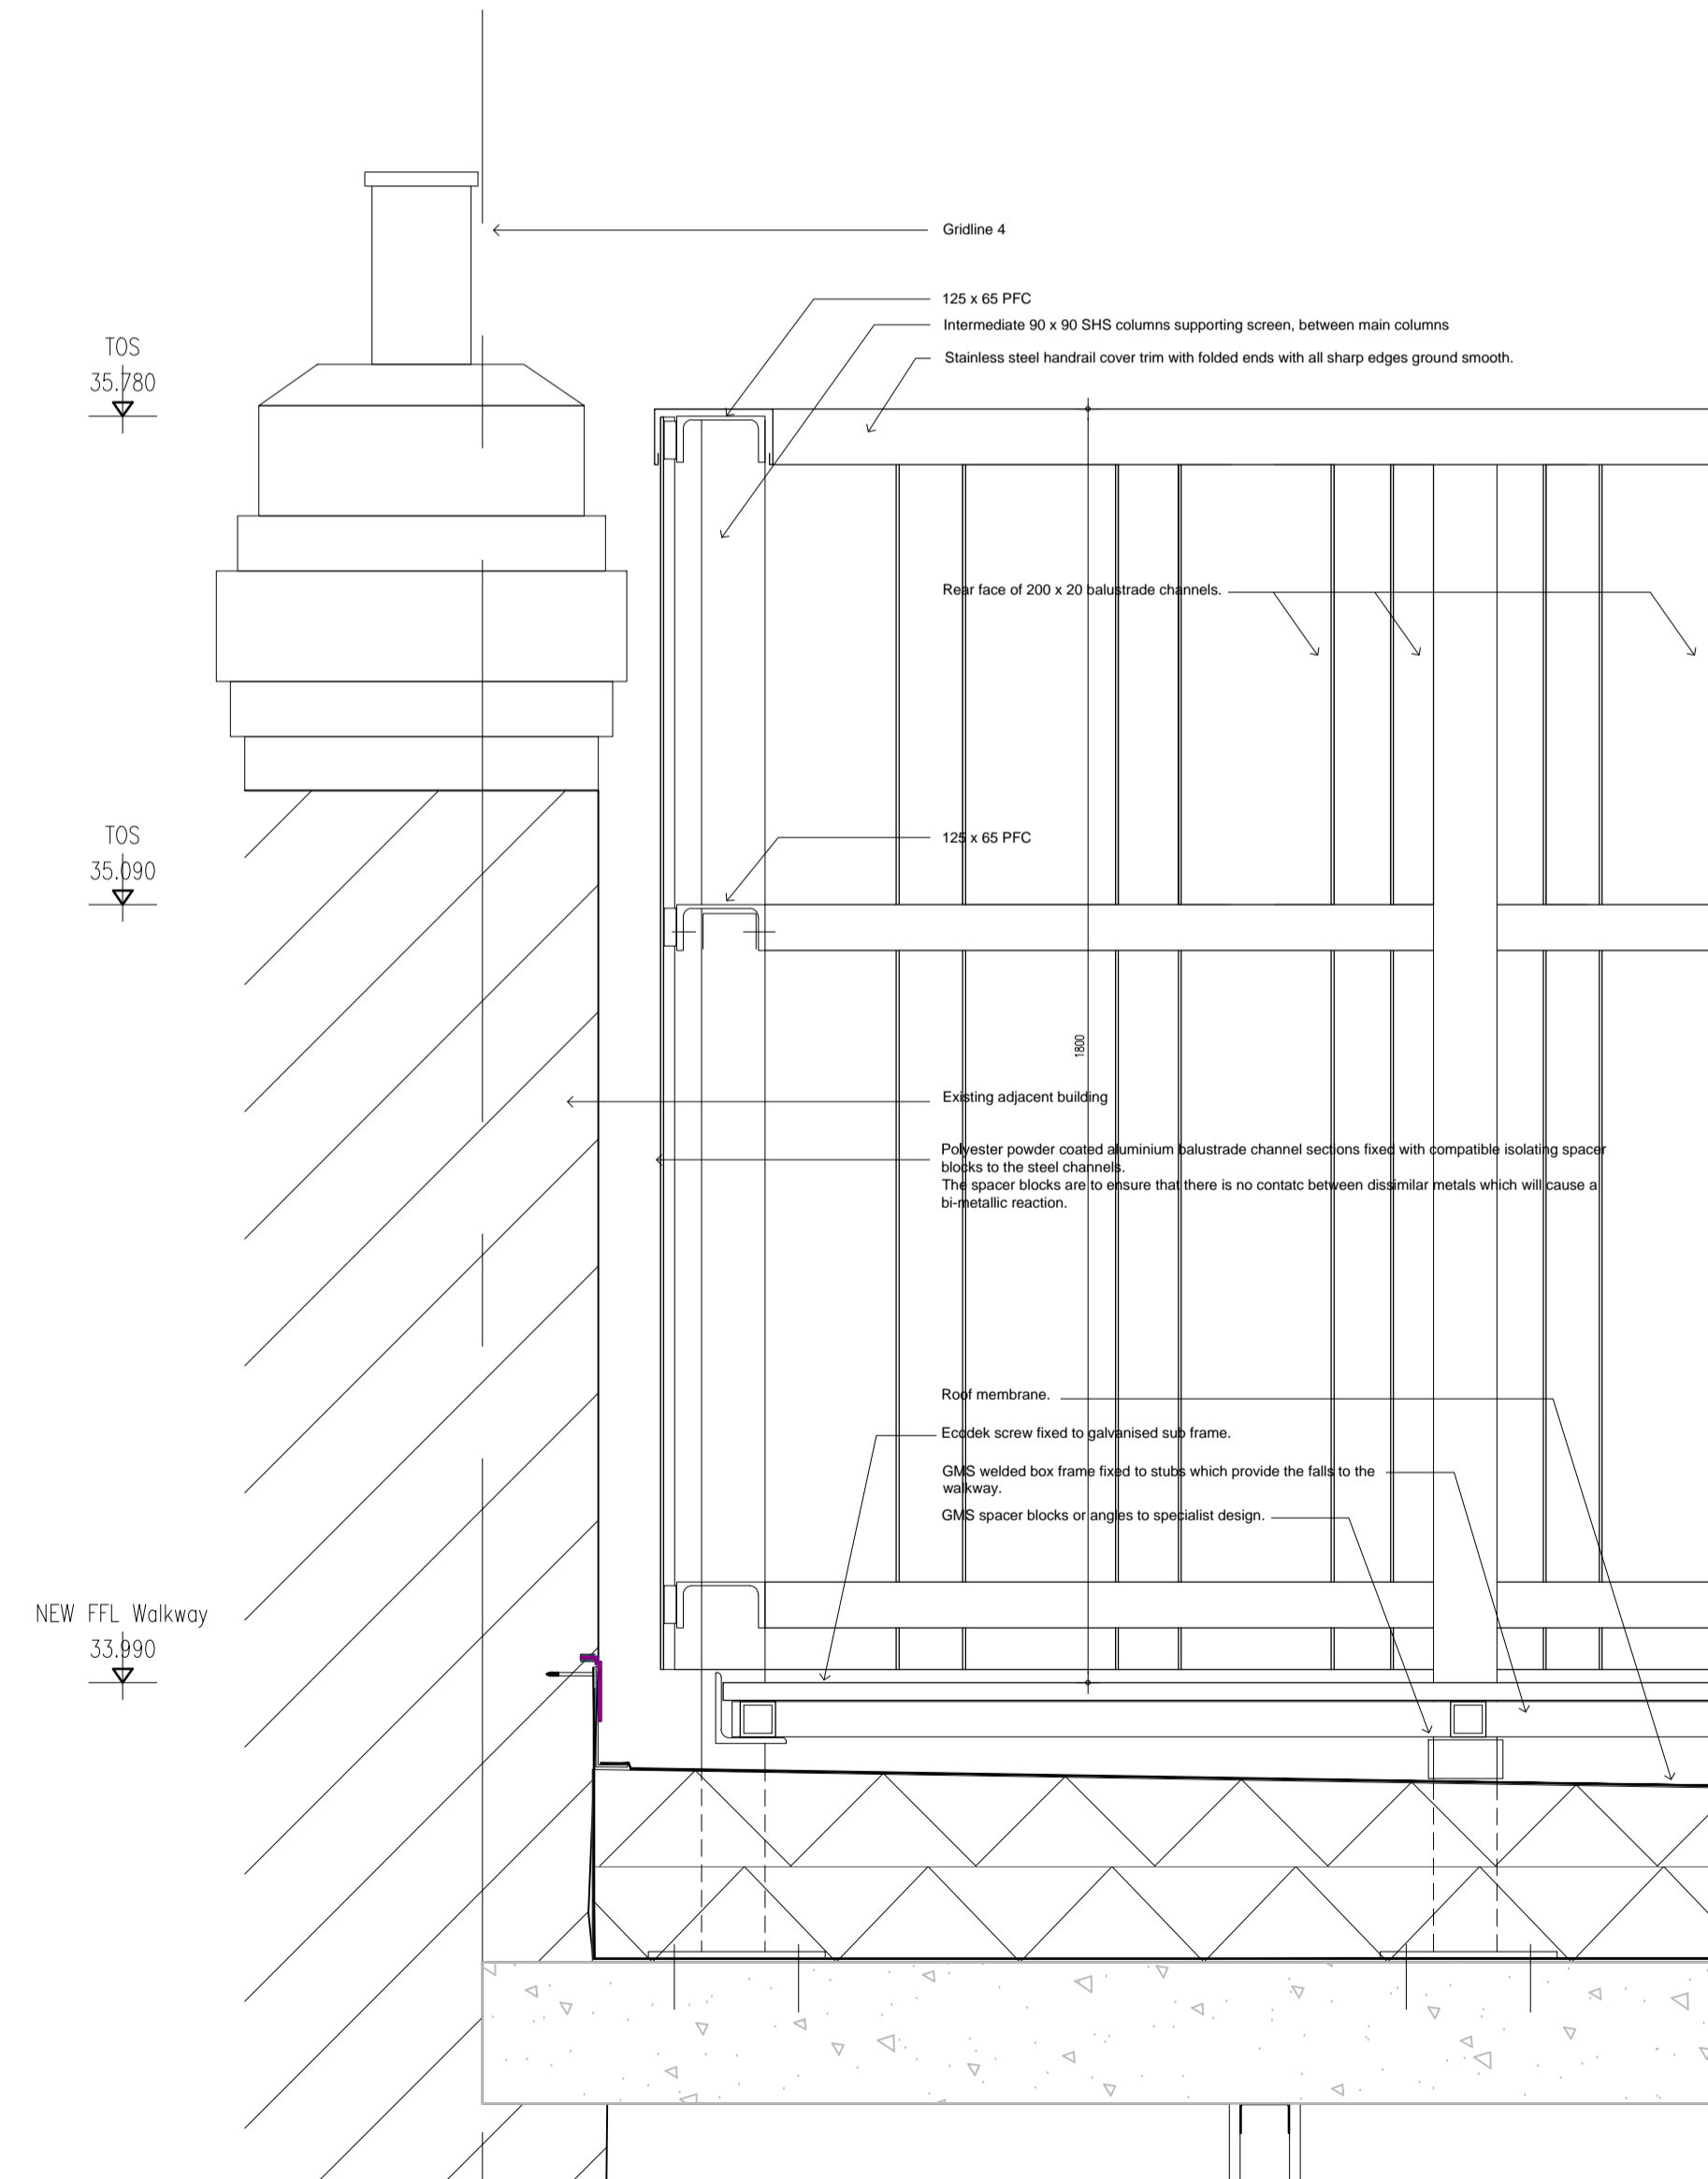 Gridline 4
125 x 65 PFC
Intermediate 90 x 90 SHS columns supporting screen, between main columns
TOS
35.780
Stainless steel handrail cover trim with folded ends with all sharp edges ground smooth.
Rear face of 200 x 20 balustrade channels.
TOS
35.090
125 x 65 PFC
1800
Existing adjacent building
Polyester powder coated aluminium balustrade channel sections fixed with compatible isolating spacer
blocks to the steel channels.
The spacer blocks are to ensure that there is no contatc between dissimilar metals which will cause a
bi-metallic reaction.
Roof membrane.
Ecodek screw fixed to galvanised sub frame.
GMS welded box frame fixed to stubs which provide the falls to the
walkway.
GMS spacer blocks or angles to specialist design.
NEW FFL Walkway
33.990